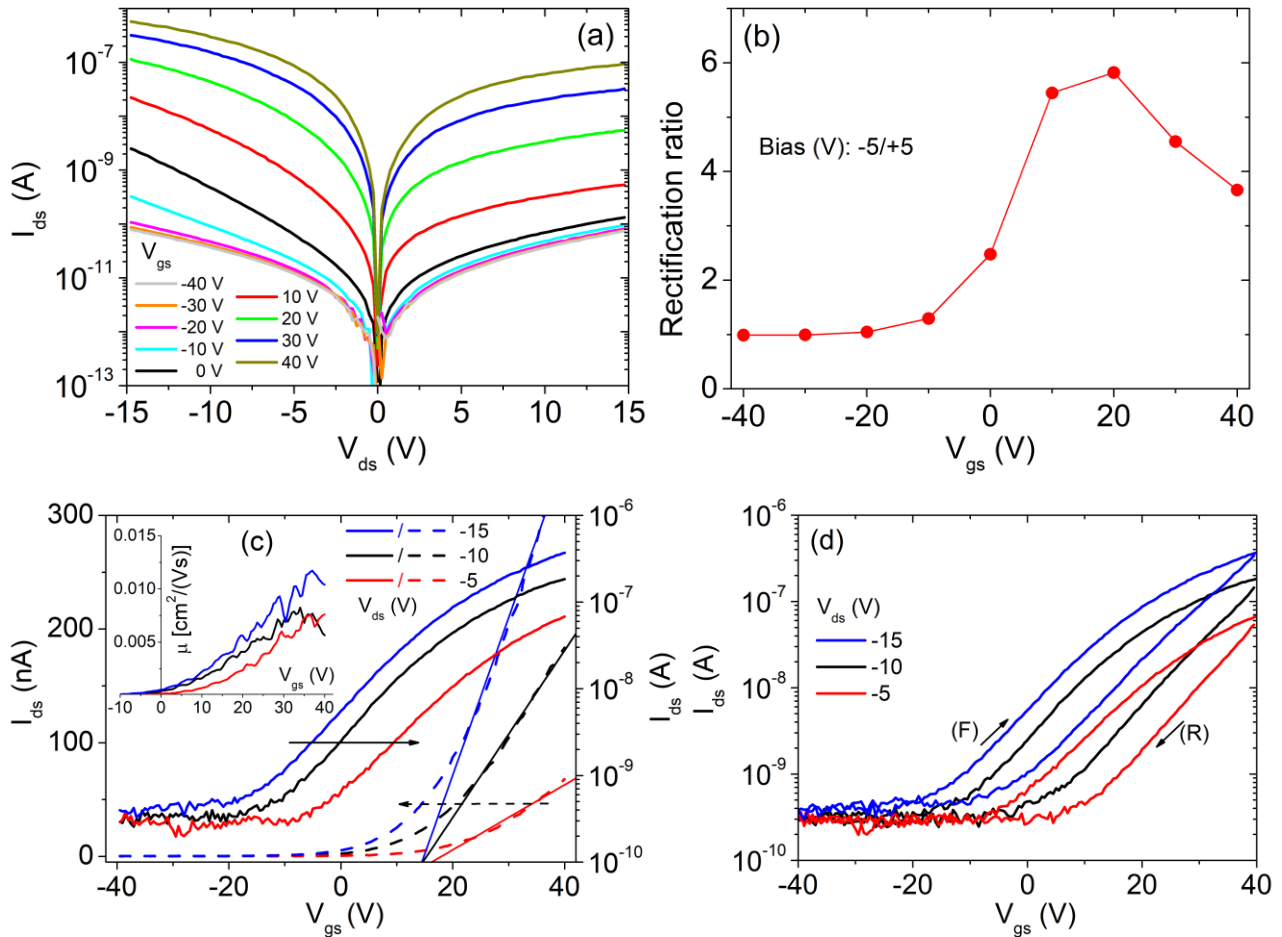 (a)
I_ds (A)
10^-7
10^-9
10^-11
10^-13
V_gs
-40 V
-30 V
-20 V
-10 V
0 V
10 V
20 V
30 V
40 V
-15 -10 -5 0 5 10 15
V_ds (V)
(b)
Rectification ratio
6
4
2
0
Bias (V): -5/+5
-40 -20 0 20 40
V_gs (V)
(c)
I_ds (nA)
300
250
200
150
100
50
0
0.015
0.010
0.005
μ [cm²/(Vs)]
-10 0 10 20 30 40
V_gs (V)
/ -15
/ -10
/ -5
V_ds (V)
10^-6
10^-7
10^-8
10^-9
10^-10
I_ds (A)
-40 -20 0 20 40
V_gs (V)
(d)
I_ds (A)
10^-6
10^-7
10^-8
10^-9
10^-10
V_ds (V)
-15
-10
-5
(F)
(R)
-40 -20 0 20 40
V_gs (V)